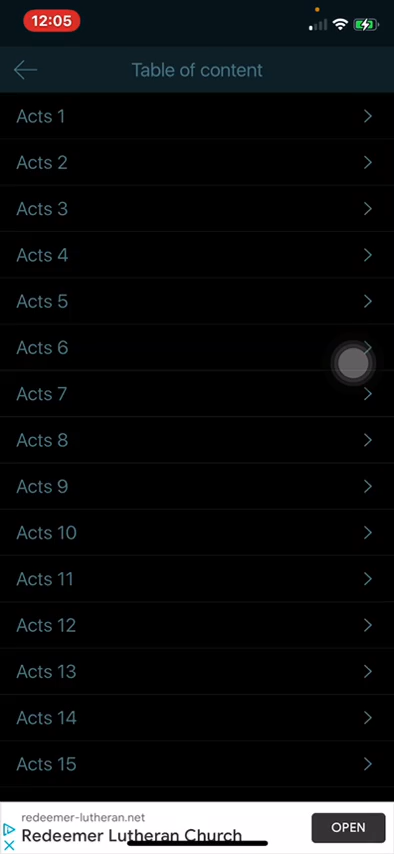 12:05
Table of content
Acts 1
Acts 2
Acts 3
Acts 4
Acts 5
Acts 6
Acts 7
Acts 8
Acts 9
Acts 10
Acts 11
Acts 12
Acts 13
Acts 14
Acts 15
redeemer-lutheran.net
Redeemer Lutheran Church
OPEN